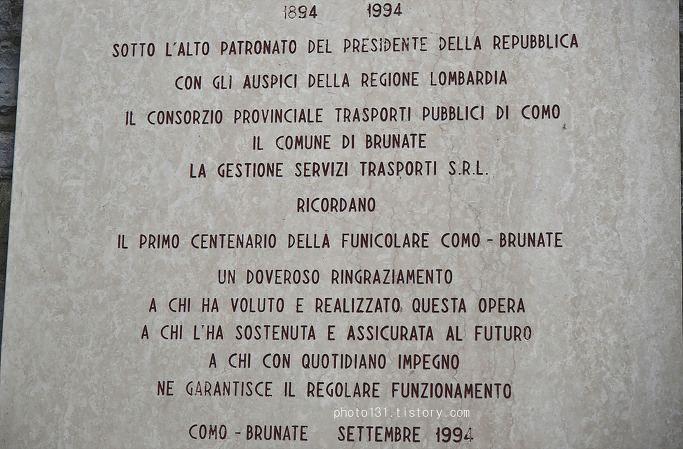 1894 1994
SOTTO L'ALTO PATRONATO DEL PRESIDENTE DELLA REPUBBLICA
CON GLI AUSPICI DELLA REGIONE LOMBARDIA
IL CONSORZIO PROVINCIALE TRASPORTI PUBBLICI DI COMO
IL COMUNE DI BRUNATE
LA GESTIONE SERVIZI TRASPORTI S.R.L.
RICORDANO
IL PRIMO CENTENARIO DELLA FUNICOLARE COMO - BRUNATE
UN DOVEROSO RINGRAZIAMENTO
A CHI HA VOLUTO E REALIZZATO QUESTA OPERA
A CHI L'HA SOSTENUTA E ASSICURATA AL FUTURO
A CHI CON QUOTIDIANO IMPEGNO
NE GARANTISCE IL REGOLARE FUNZIONAMENTO
photo131.tistory.com
COMO - BRUNATE SETTEMBRE 1994